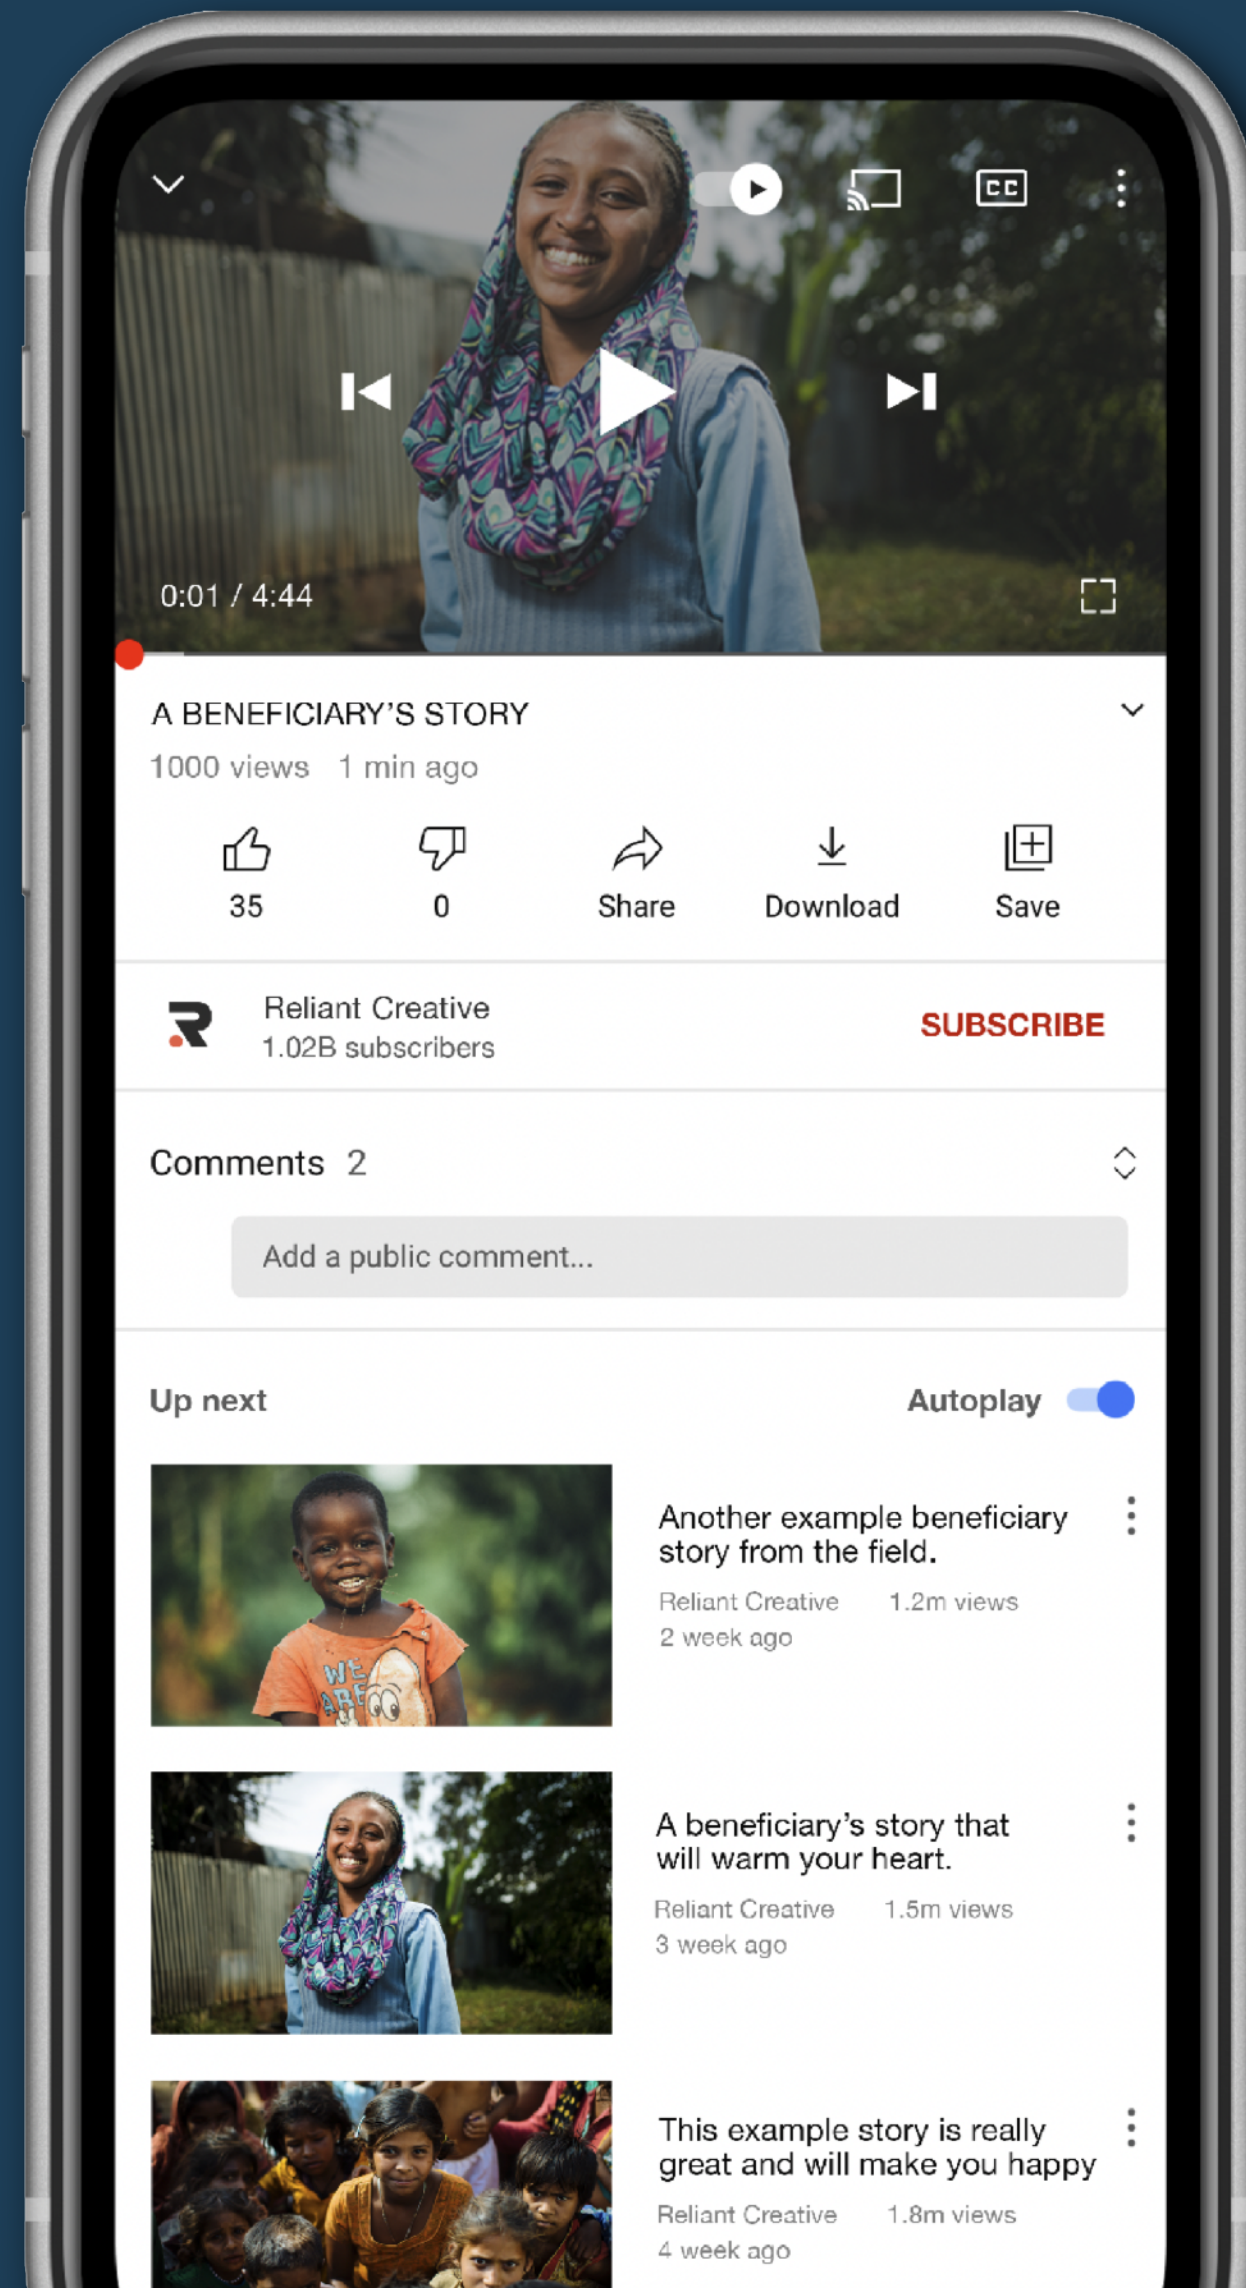 CC
0:01 / 4:44
A BENEFICIARY’S STORY
1000 views 1 min ago
35 0 Share Download Save
Reliant Creative
1.02B subscribers
SUBSCRIBE
Comments 2
Add a public comment...
Up next Autoplay
WE
ARE
Another example beneficiary
story from the field.
Reliant Creative 1.2m views
2 week ago
A beneficiary’s story that
will warm your heart.
Reliant Creative 1.5m views
3 week ago
This example story is really
great and will make you happy
Reliant Creative 1.8m views
4 week ago